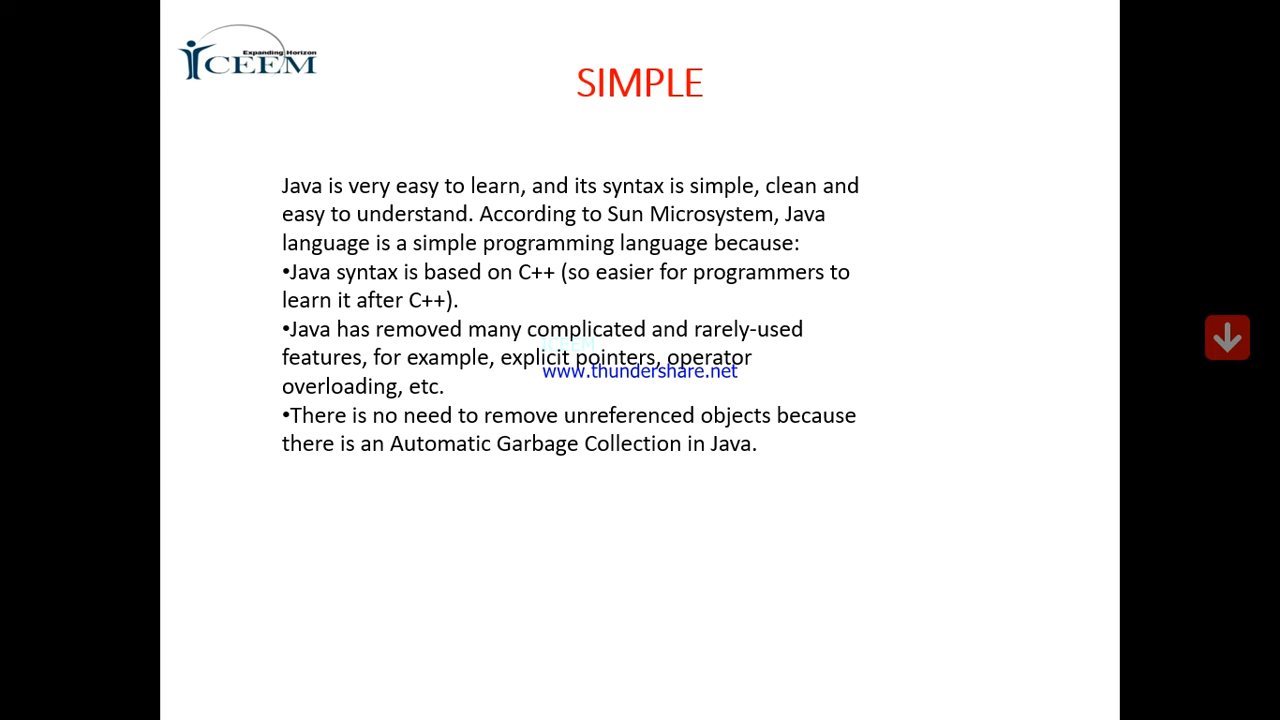 Expanding Horizon
ICEEM
SIMPLE
Java is very easy to learn, and its syntax is simple, clean and
easy to understand. According to Sun Microsystem, Java
language is a simple programming language because:
•Java syntax is based on C++ (so easier for programmers to
learn it after C++).
•Java has removed many complicated and rarely-used
ICEEM
features, for example, explicit pointers, operator
www.thundershare.net
overloading, etc.
•There is no need to remove unreferenced objects because
there is an Automatic Garbage Collection in Java.